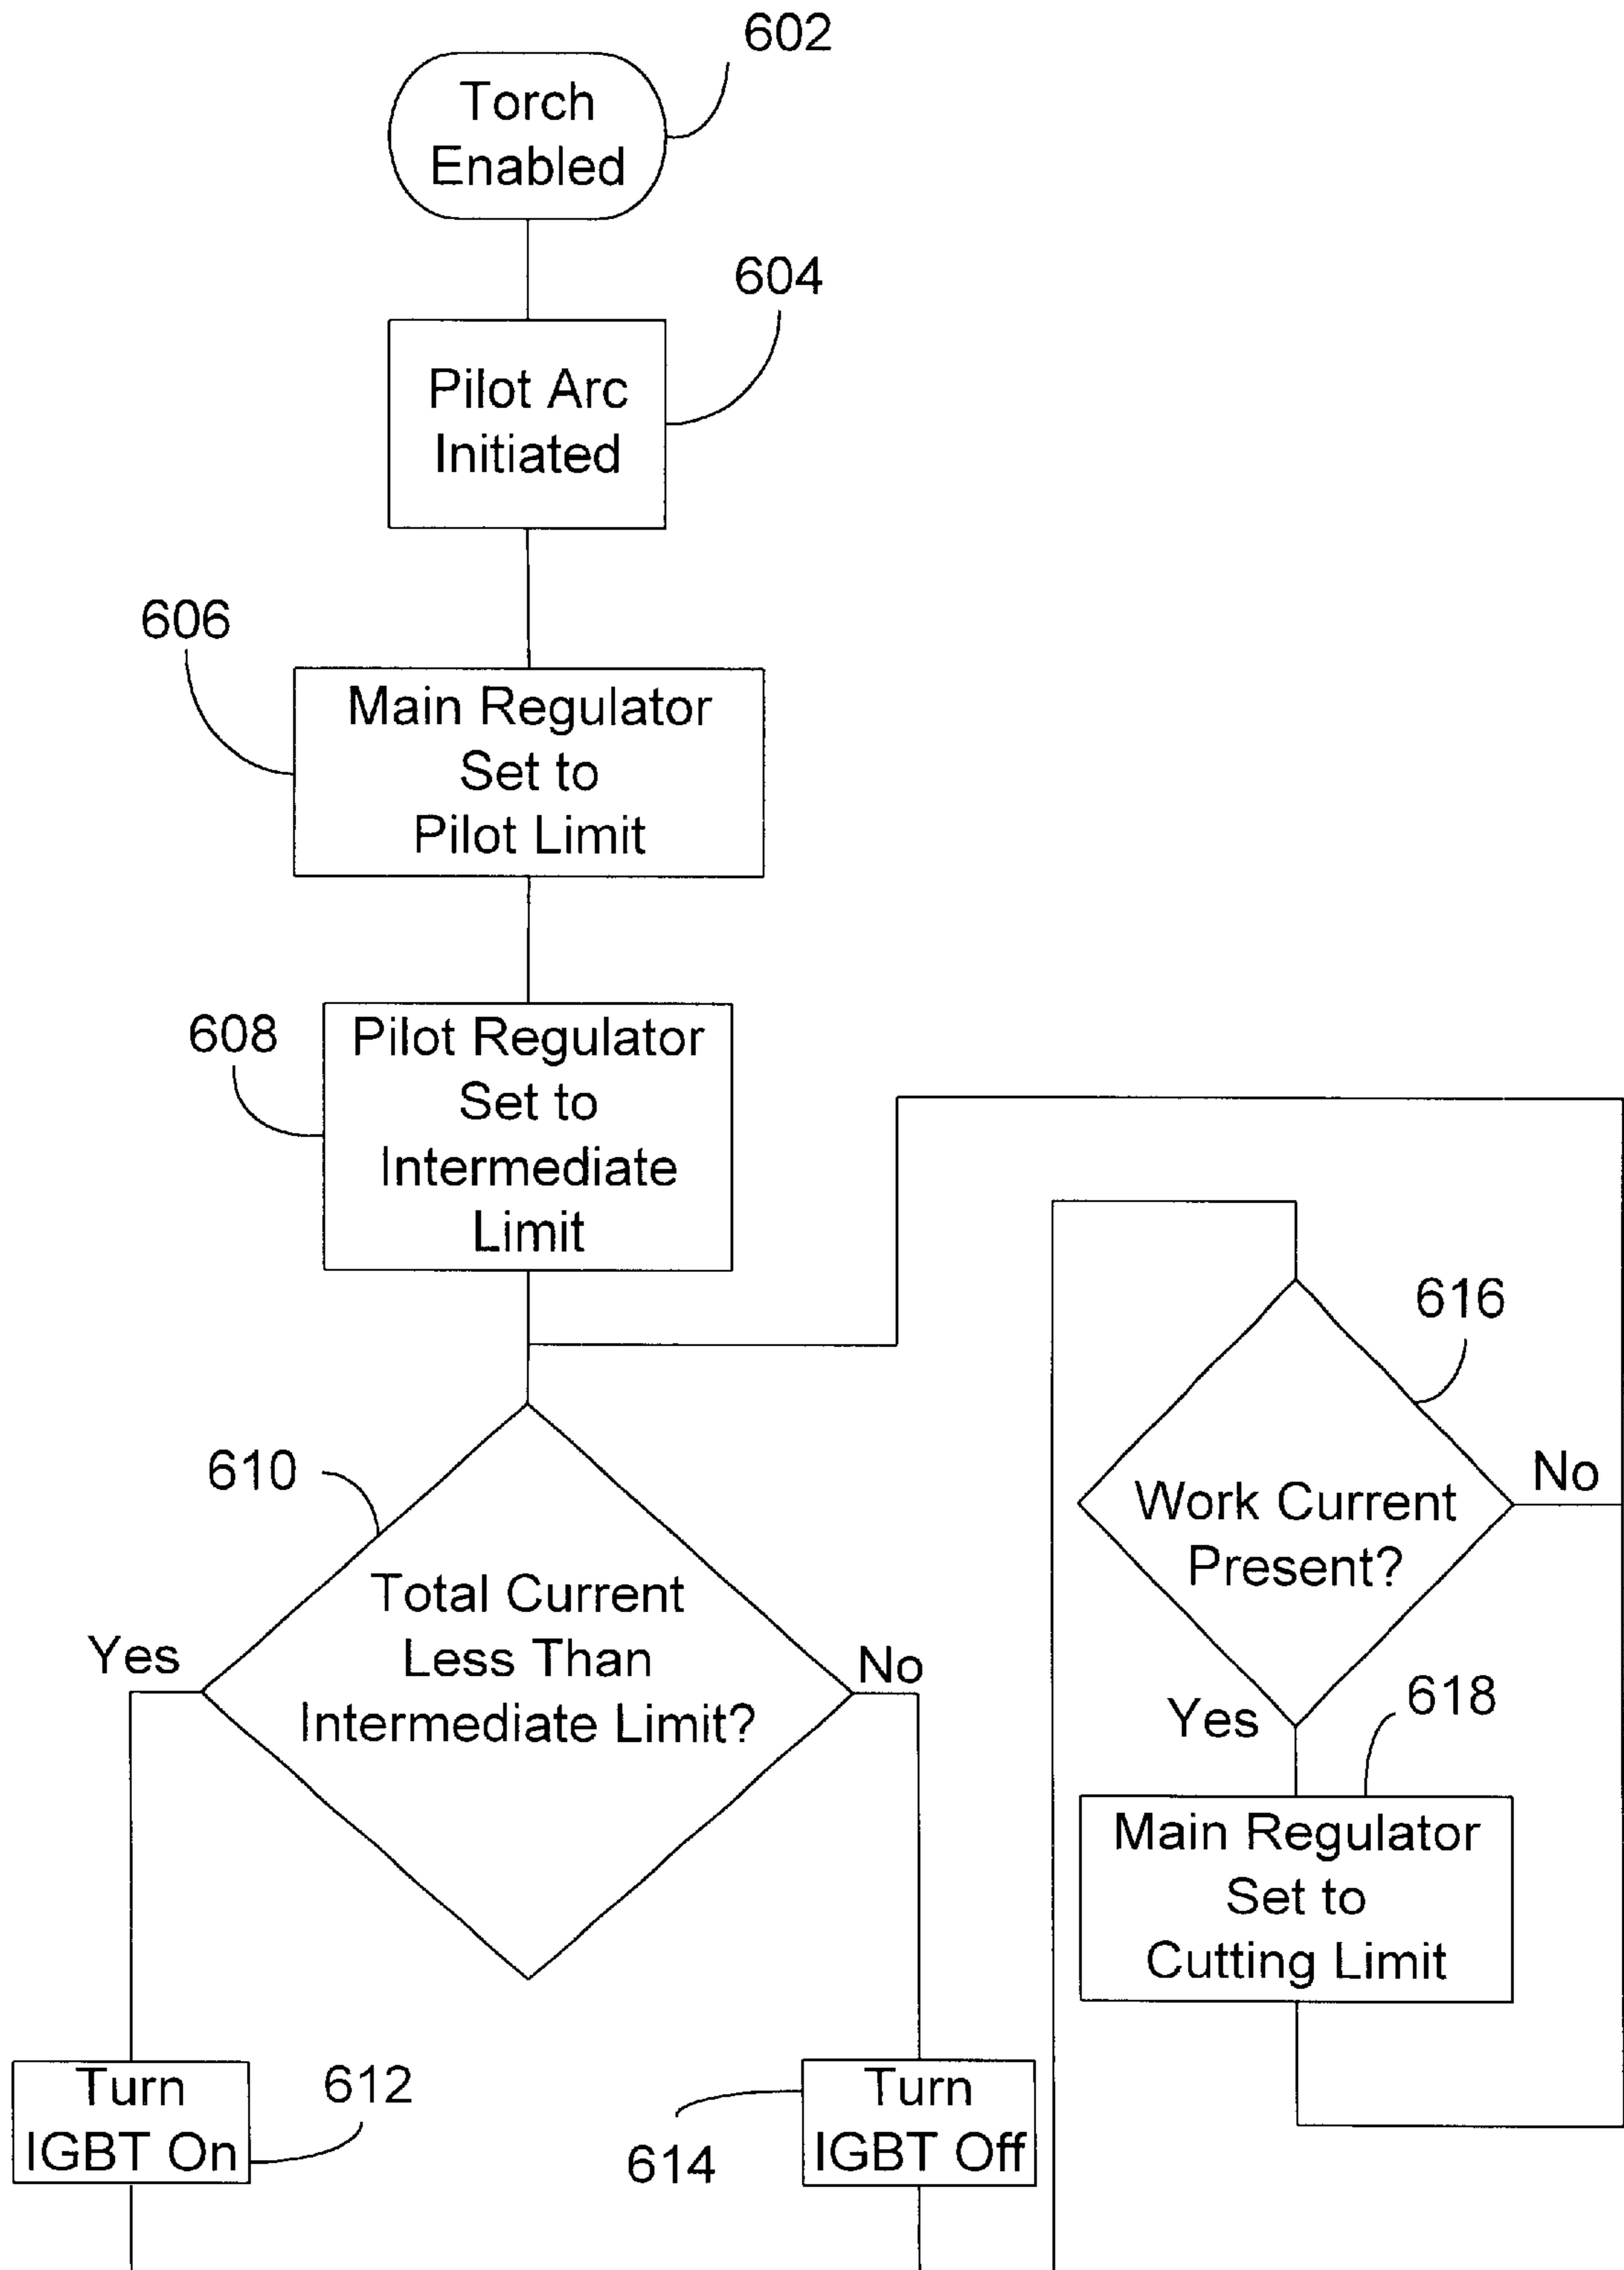 602
Torch
Enabled
604
Pilot Arc
Initiated
606
Main Regulator
Set to
Pilot Limit
608
Pilot Regulator
Set to
Intermediate
Limit
610
Total Current
Less Than
Intermediate Limit?
Yes
No
612
Turn
IGBT On
614
Turn
IGBT Off
616
Work Current
Present?
No
Yes
618
Main Regulator
Set to
Cutting Limit